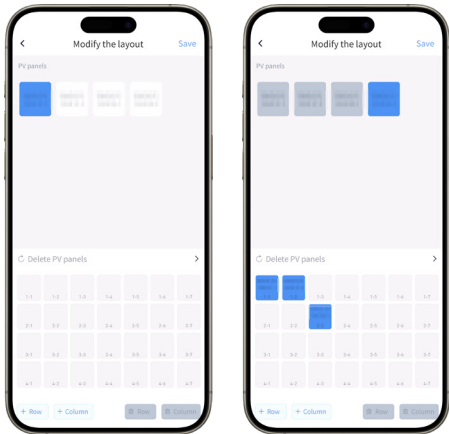 Modify the layout
Save
PV panels
Delete PV panels
1-1 1-2 1-3 1-4 1-5 1-6 1-7
2-1 2-2 2-3 2-4 2-5 2-6 2-7
3-1 3-2 3-3 3-4 3-5 3-6 3-7
4-1 4-2 4-3 4-4 4-5 4-6 4-7
+ Row + Column Row Column
Modify the layout
Save
PV panels
Delete PV panels
1-3 1-4 1-5 1-6 1-7
2-1 2-2 2-4 2-5 2-6 2-7
3-1 3-2 3-3 3-4 3-5 3-6 3-7
4-1 4-2 4-3 4-4 4-5 4-6 4-7
+ Row + Column Row Column